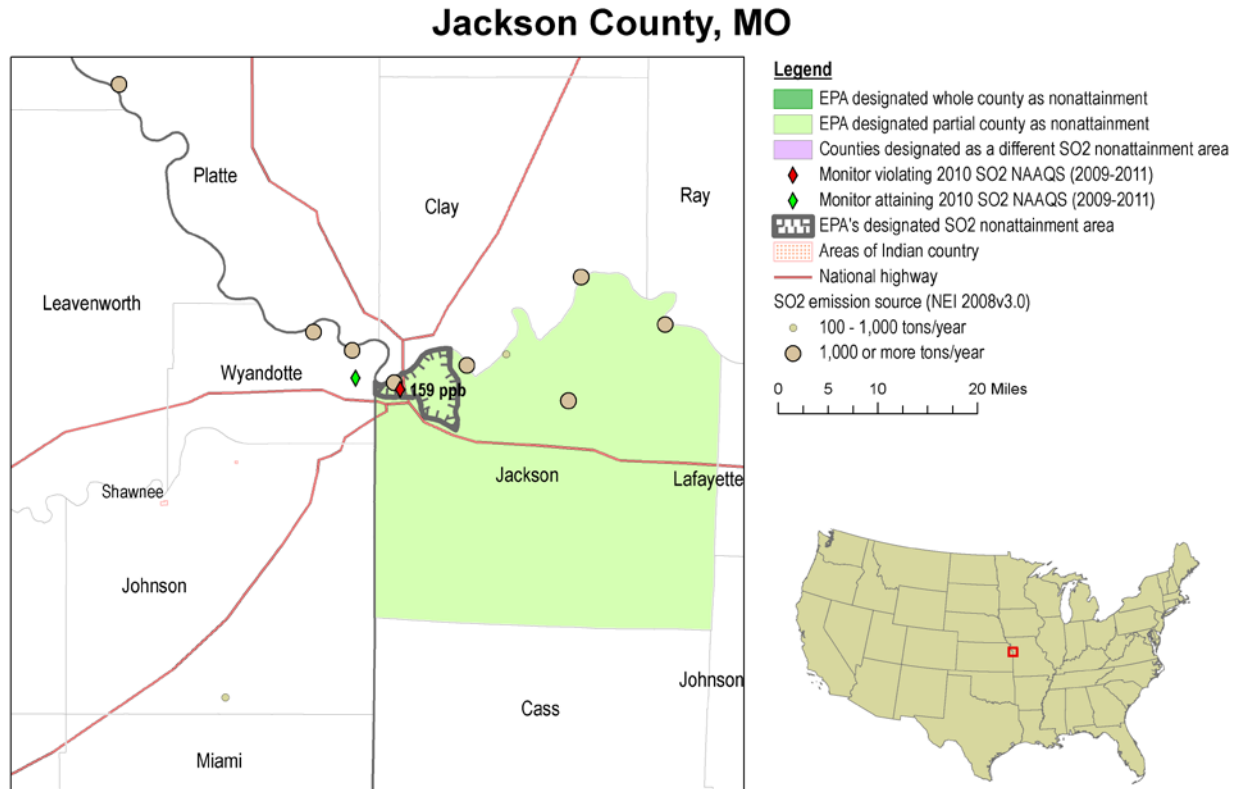 Jackson County, MO
Platte
Clay
Ray
Leavenworth
Wyandotte
159 ppb
Jackson
Lafayette
Shawnee
Johnson
Johnson
Cass
Miami
Legend
EPA designated whole county as nonattainment
EPA designated partial county as nonattainment
Counties designated as a different SO2 nonattainment area
Monitor violating 2010 SO2 NAAQS (2009-2011)
Monitor attaining 2010 SO2 NAAQS (2009-2011)
EPA's designated SO2 nonattainment area
Areas of Indian country
National highway
SO2 emission source (NEI 2008v3.0)
100 - 1,000 tons/year
1,000 or more tons/year
0 5 10 20 Miles